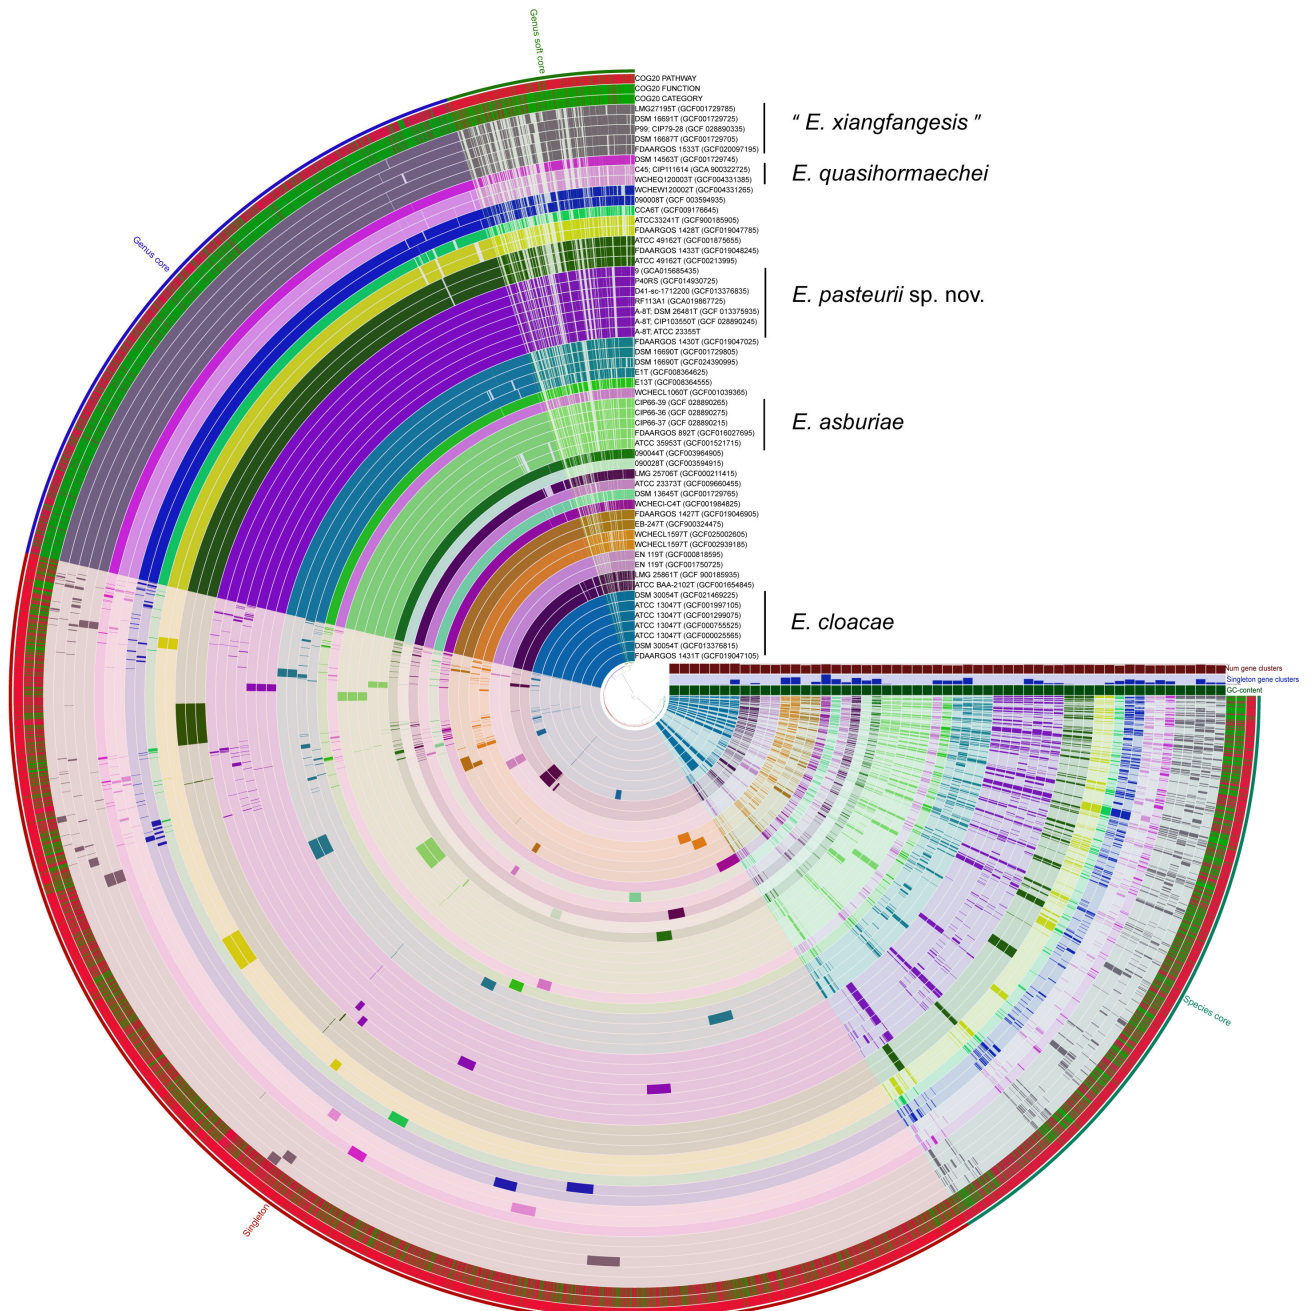 Genus soft core
Genus core
COG20 PATHWAY
COG20 FUNCTION
COG20 CATEGORY
LMG27195T (GCF001729785)
DSM 16691T (GCF001729725)
P99; CIP79-28 (GCF 028890335)
DSM 16687T (GCF001729705)
FDAARGOS 1533T (GCF020097195)
DSM 14563T (GCF001729745)
C45; CIP111614 (GCA 900322725)
WCHEQ120003T (GCF004331385)
WCHEW120002T (GCF004331265)
090008T (GCF 003594935)
CCA6T (GCF009176645)
ATCC33241T (GCF900185905)
FDAARGOS 1428T (GCF019047785)
ATCC 49162T (GCF001875655)
FDAARGOS 1433T (GCF019048245)
ATCC 49162T (GCF00213995)
9 (GCA015685435)
P40RS (GCF014930725)
D41-sc-1712200 (GCF013376835)
RF113A1 (GCA019867725)
A-8T; DSM 26481T (GCF 013375935)
A-8T; CIP103550T (GCF 028890245)
A-8T; ATCC 23355T
FDAARGOS 1430T (GCF019047025)
DSM 16690T (GCF001729805)
DSM 16690T (GCF024390995)
E1T (GCF008364625)
E13T (GCF008364555)
WCHECL1060T (GCF001039365)
CIP66-39 (GCF 028890265)
CIP66-36 (GCF 028890275)
CIP66-37 (GCF 028890215)
FDAARGOS 892T (GCF016027695)
ATCC 35953T (GCF001521715)
090044T (GCF003964905)
090028T (GCF003594915)
LMG 25706T (GCF000211415)
ATCC 23373T (GCF009660455)
DSM 13645T (GCF001729765)
WCHECl-C4T (GCF001984825)
FDAARGOS 1427T (GCF019046905)
EB-247T (GCF900324475)
WCHECL1597T (GCF025002605)
WCHECL1597T (GCF002939185)
EN 119T (GCF000818595)
EN 119T (GCF001750725)
LMG 25861T (GCF 900185935)
ATCC BAA-2102T (GCF001654845)
DSM 30054T (GCF021469225)
ATCC 13047T (GCF001997105)
ATCC 13047T (GCF001299075)
ATCC 13047T (GCF000755525)
ATCC 13047T (GCF000025565)
DSM 30054T (GCF013376815)
FDAARGOS 1431T (GCF019047105)
“ E. xiangfangesis ”
E. quasihormaechei
E. pasteurii sp. nov.
E. asburiae
E. cloacae
Num gene clusters
Singleton gene clusters
GC-content
Species core
Singleton